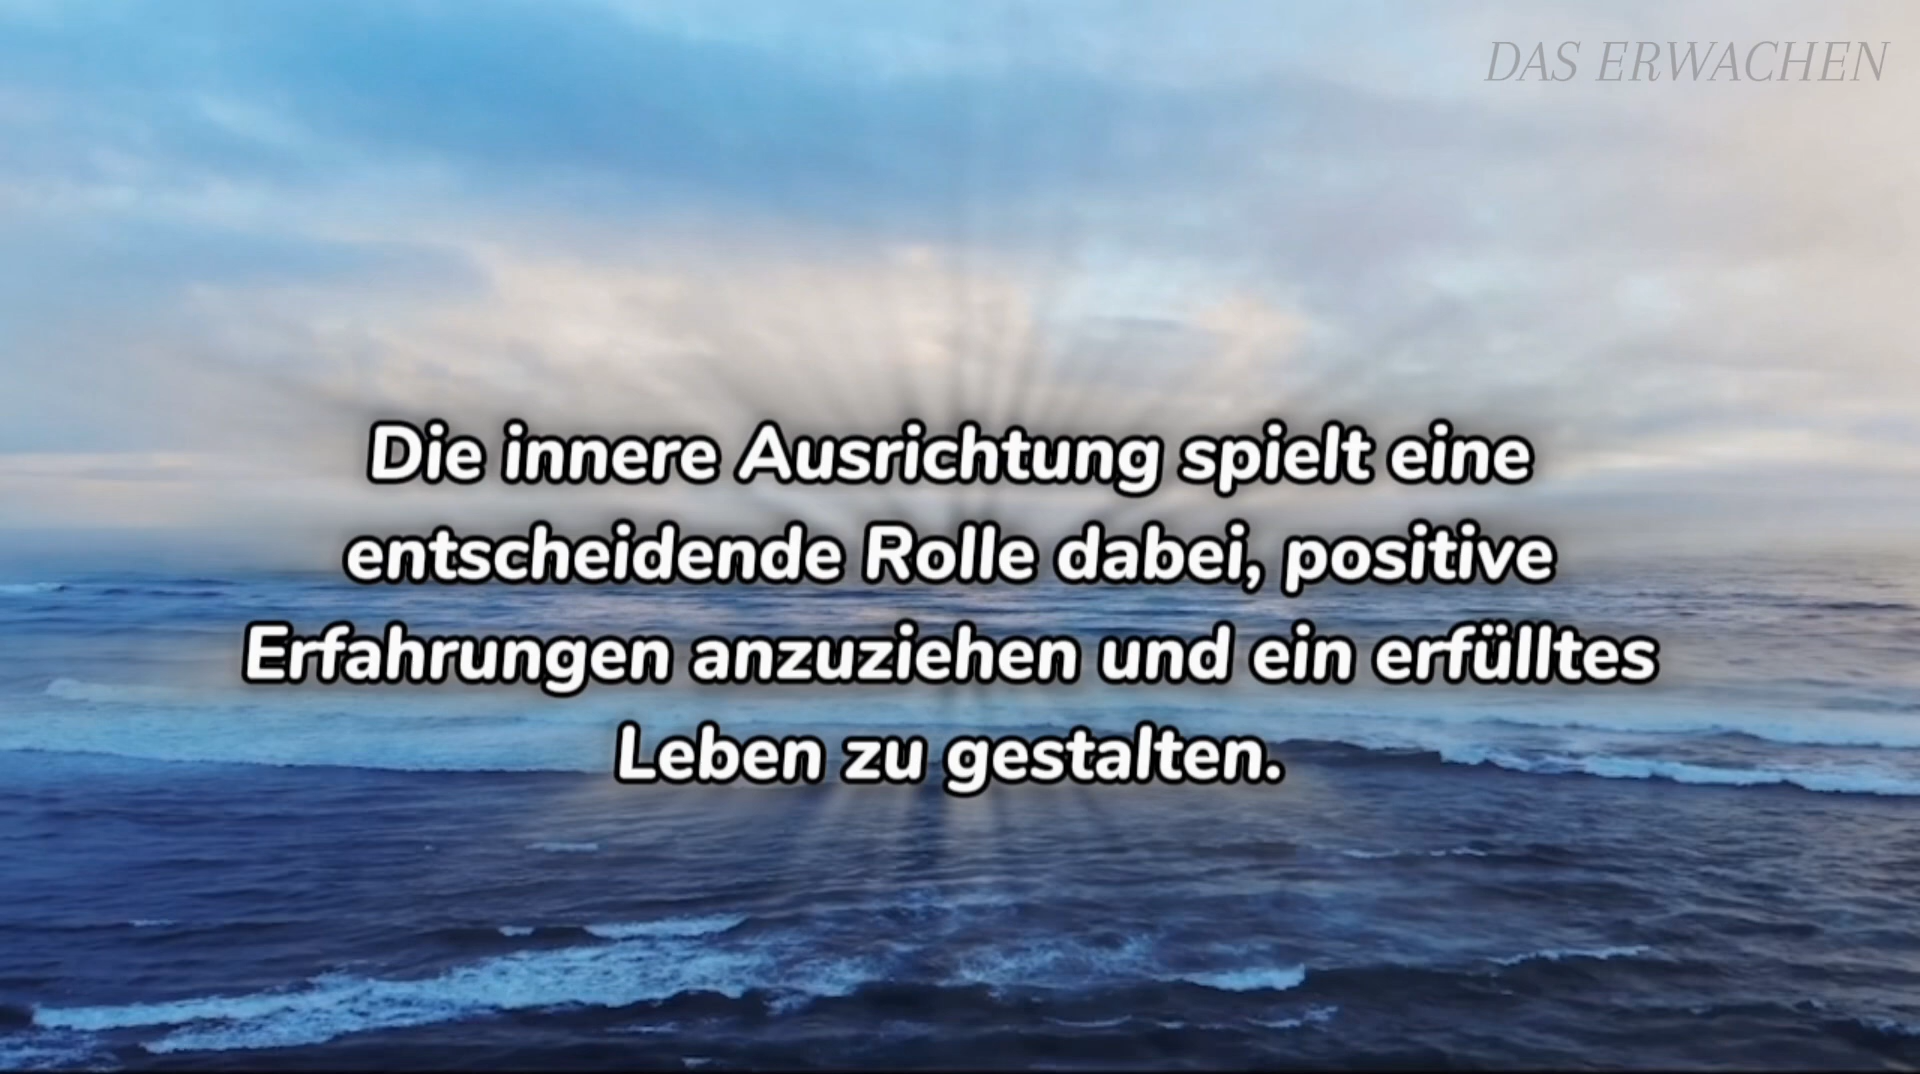 DAS ERWACHEN
Die innere Ausrichtung spielt eine
entscheidende Rolle dabei, positive
Erfahrungen anzuziehen und ein erfülltes
Leben zu gestalten.